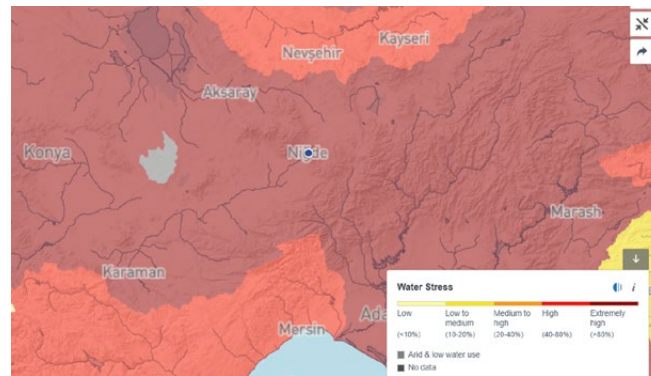 Kayseri
Nevşehir
Aksaray
Konya
Niğde
Marash
Karaman
Ada
Mersin
Water Stress
i
Low
Low to medium
Medium to high
High
Extremely high
(<10%)
(10-20%)
(20-40%)
(40-80%)
(>80%)
Arid & low water use
No data